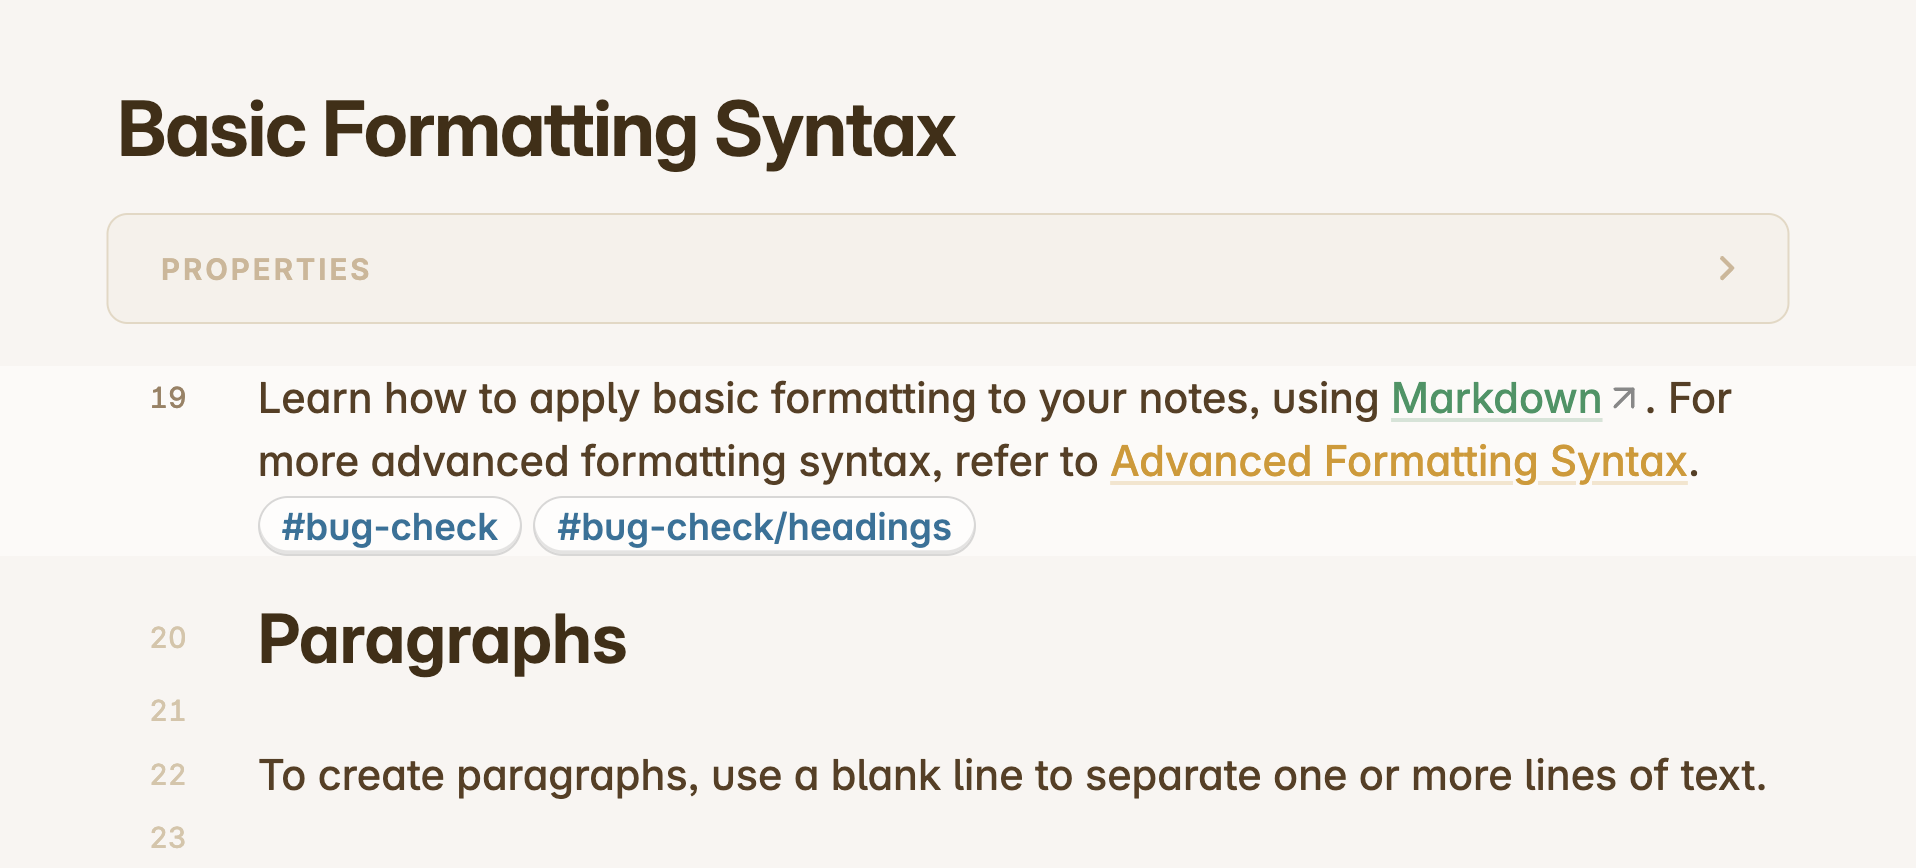 Basic Formatting Syntax
PROPERTIES
19 Learn how to apply basic formatting to your notes, using Markdown. For
more advanced formatting syntax, refer to Advanced Formatting Syntax.
#bug-check #bug-check/headings
20 Paragraphs
21
22 To create paragraphs, use a blank line to separate one or more lines of text.
23